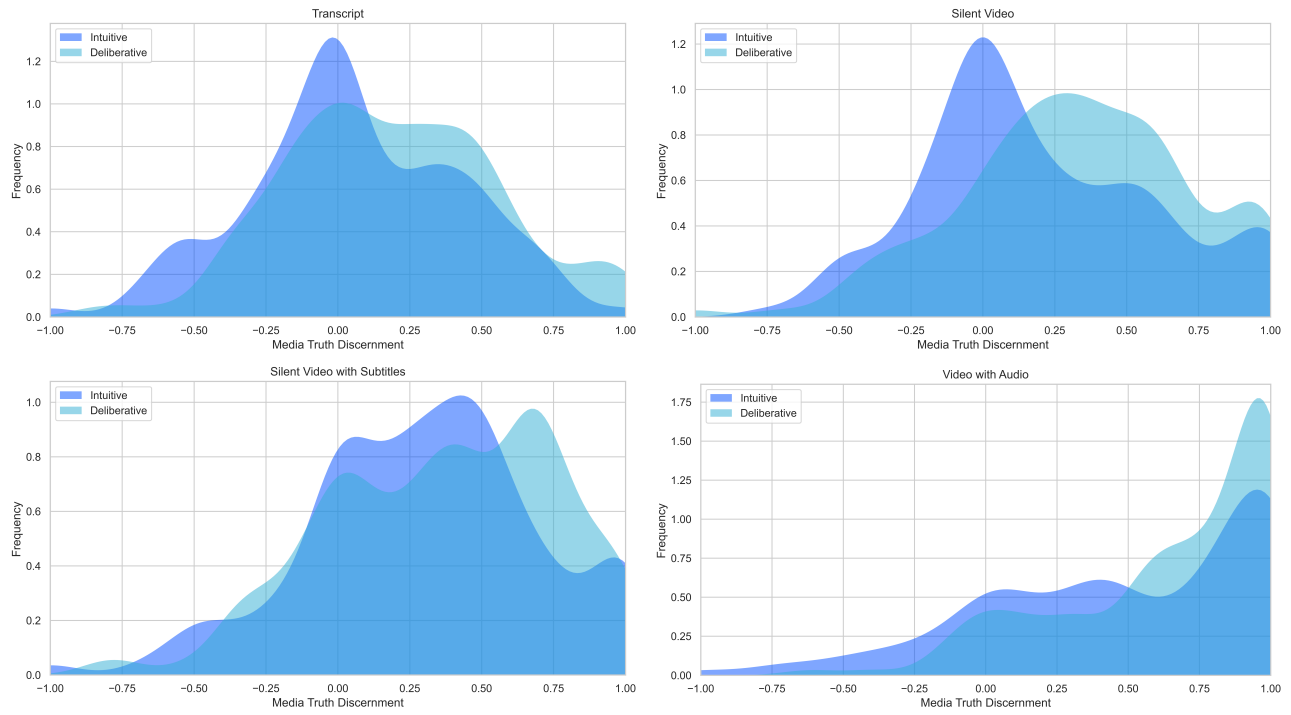 Transcript
Intuitive
Deliberative
Frequency
1.2
1.0
0.8
0.6
0.4
0.2
0.0
−1.00 −0.75 −0.50 −0.25 0.00 0.25 0.50 0.75 1.00
Media Truth Discernment
Silent Video
Intuitive
Deliberative
Frequency
1.2
1.0
0.8
0.6
0.4
0.2
0.0
−1.00 −0.75 −0.50 −0.25 0.00 0.25 0.50 0.75 1.00
Media Truth Discernment
Silent Video with Subtitles
Intuitive
Deliberative
Frequency
1.0
0.8
0.6
0.4
0.2
0.0
−1.00 −0.75 −0.50 −0.25 0.00 0.25 0.50 0.75 1.00
Media Truth Discernment
Video with Audio
Intuitive
Deliberative
Frequency
1.75
1.50
1.25
1.00
0.75
0.50
0.25
0.00
−1.00 −0.75 −0.50 −0.25 0.00 0.25 0.50 0.75 1.00
Media Truth Discernment